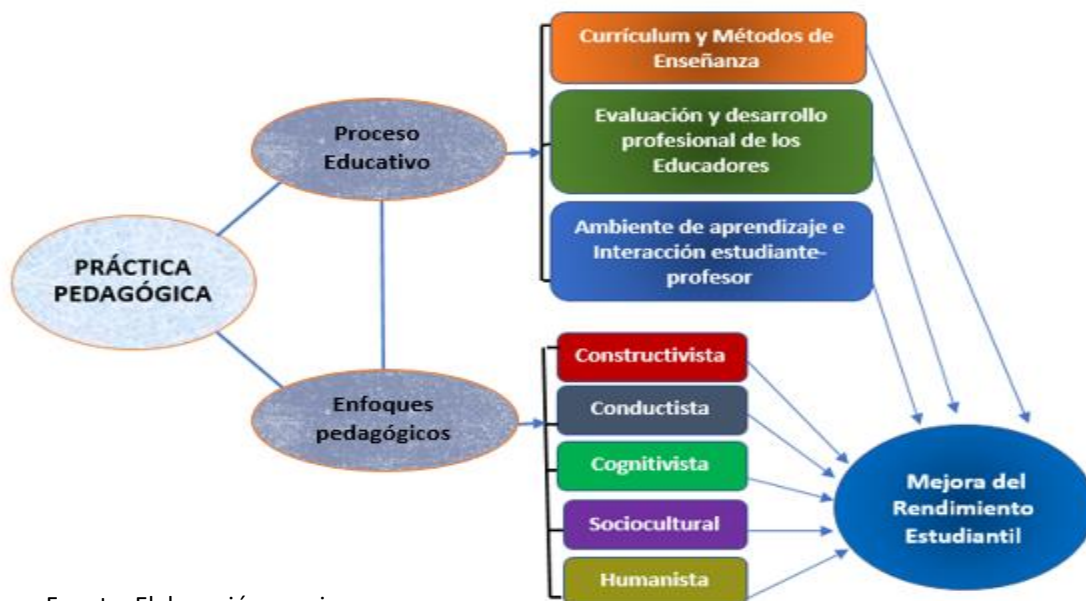 PRÁCTICA
PEDAGÓGICA
Proceso
Educativo
Enfoques
pedagógicos
Currículum y Métodos de
Enseñanza
Evaluación y desarrollo
profesional de los
Educadores
Ambiente de aprendizaje e
Interacción estudiante-
profesor
Constructivista
Conductista
Cognitivista
Sociocultural
Humanista
Mejora del
Rendimiento
Estudiantil